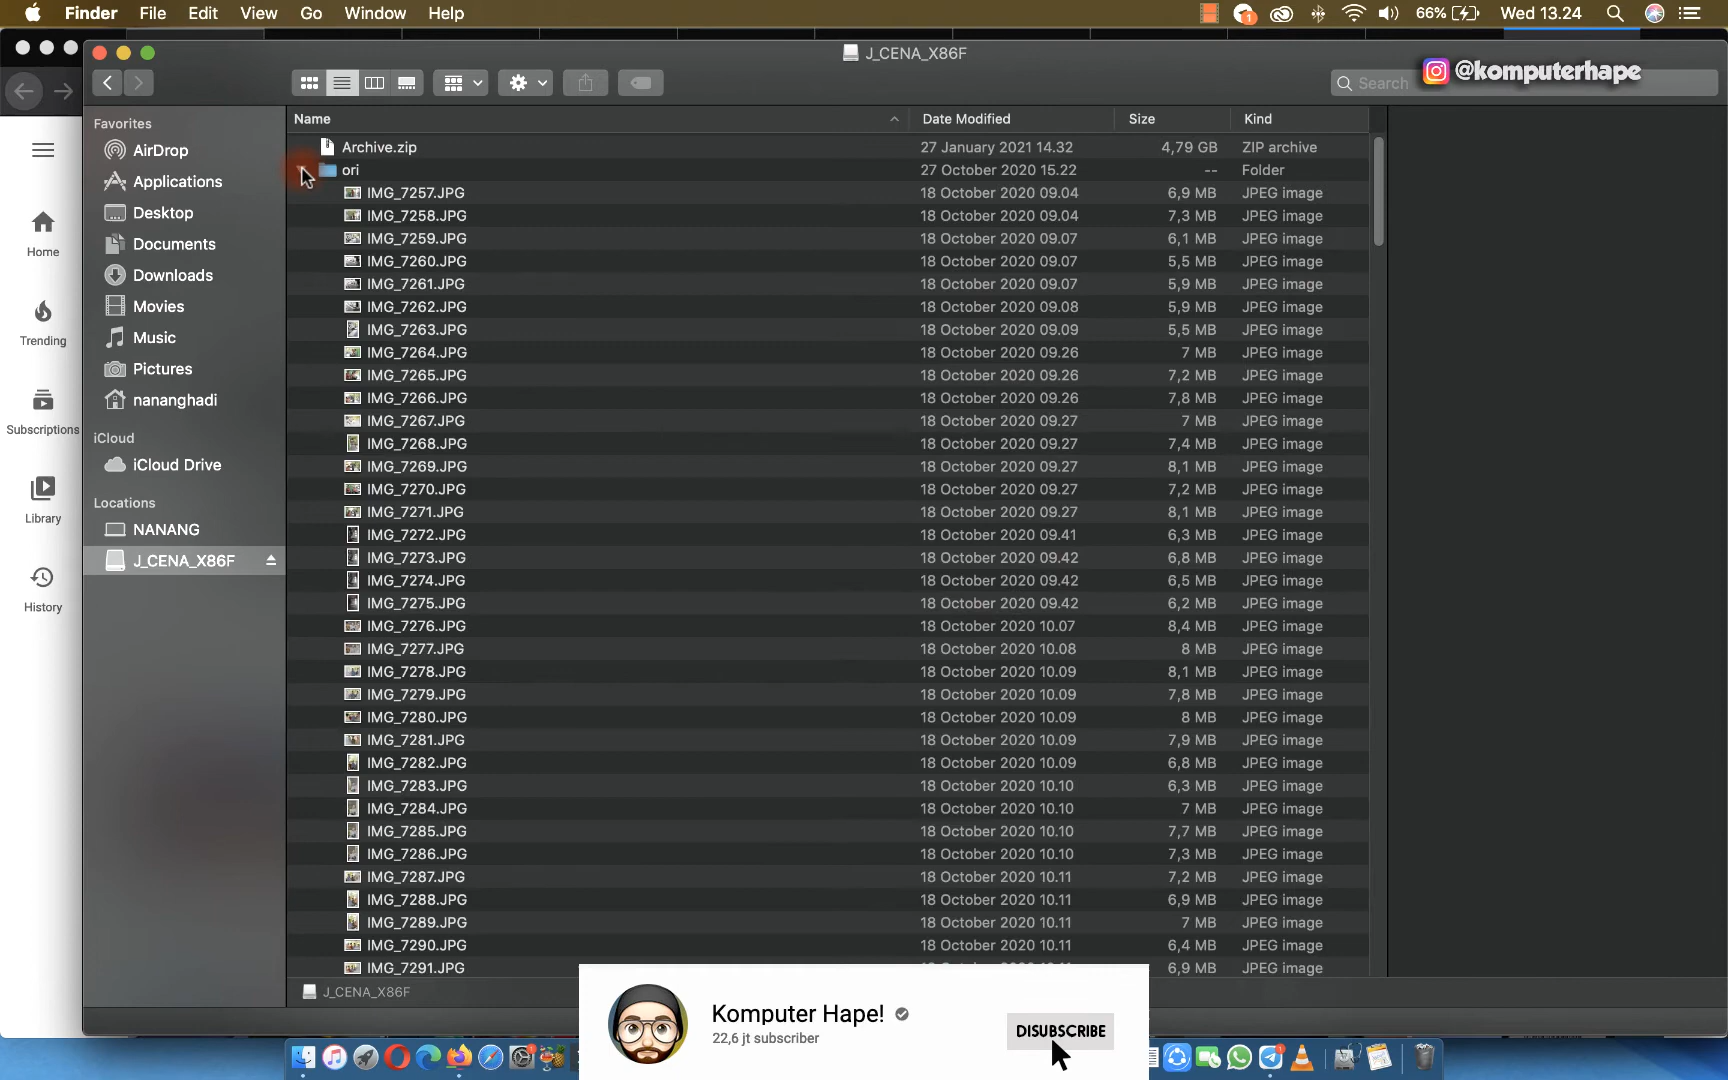 Finder File Edit View Go Window Help 66% Wed 13.24
J_CENA_X86F
Search
@komputerhape
Home
Trending
Subscriptions
Library
History
Favorites
AirDrop
Applications
Desktop
Documents
Downloads
Movies
Music
Pictures
nananghadi
iCloud
iCloud Drive
Locations
NANANG
J_CENA_X86F
Name Date Modified Size Kind
Archive.zip 27 January 2021 14.32 4,79 GB ZIP archive
ori 27 October 2020 15.22 -- Folder
IMG_7257.JPG 18 October 2020 09.04 6,9 MB JPEG image
IMG_7258.JPG 18 October 2020 09.04 7,3 MB JPEG image
IMG_7259.JPG 18 October 2020 09.07 6,1 MB JPEG image
IMG_7260.JPG 18 October 2020 09.07 5,5 MB JPEG image
IMG_7261.JPG 18 October 2020 09.07 5,9 MB JPEG image
IMG_7262.JPG 18 October 2020 09.08 5,9 MB JPEG image
IMG_7263.JPG 18 October 2020 09.09 5,5 MB JPEG image
IMG_7264.JPG 18 October 2020 09.26 7 MB JPEG image
IMG_7265.JPG 18 October 2020 09.26 7,2 MB JPEG image
IMG_7266.JPG 18 October 2020 09.26 7,8 MB JPEG image
IMG_7267.JPG 18 October 2020 09.27 7 MB JPEG image
IMG_7268.JPG 18 October 2020 09.27 7,4 MB JPEG image
IMG_7269.JPG 18 October 2020 09.27 8,1 MB JPEG image
IMG_7270.JPG 18 October 2020 09.27 7,2 MB JPEG image
IMG_7271.JPG 18 October 2020 09.27 8,1 MB JPEG image
IMG_7272.JPG 18 October 2020 09.41 6,3 MB JPEG image
IMG_7273.JPG 18 October 2020 09.42 6,8 MB JPEG image
IMG_7274.JPG 18 October 2020 09.42 6,5 MB JPEG image
IMG_7275.JPG 18 October 2020 09.42 6,2 MB JPEG image
IMG_7276.JPG 18 October 2020 10.07 8,4 MB JPEG image
IMG_7277.JPG 18 October 2020 10.08 8 MB JPEG image
IMG_7278.JPG 18 October 2020 10.09 8,1 MB JPEG image
IMG_7279.JPG 18 October 2020 10.09 7,8 MB JPEG image
IMG_7280.JPG 18 October 2020 10.09 8 MB JPEG image
IMG_7281.JPG 18 October 2020 10.09 7,9 MB JPEG image
IMG_7282.JPG 18 October 2020 10.09 6,8 MB JPEG image
IMG_7283.JPG 18 October 2020 10.10 6,3 MB JPEG image
IMG_7284.JPG 18 October 2020 10.10 7 MB JPEG image
IMG_7285.JPG 18 October 2020 10.10 7,7 MB JPEG image
IMG_7286.JPG 18 October 2020 10.10 7,3 MB JPEG image
IMG_7287.JPG 18 October 2020 10.11 7,2 MB JPEG image
IMG_7288.JPG 18 October 2020 10.11 6,9 MB JPEG image
IMG_7289.JPG 18 October 2020 10.11 7 MB JPEG image
IMG_7290.JPG 18 October 2020 10.11 6,4 MB JPEG image
IMG_7291.JPG 6,9 MB JPEG image
J_CENA_X86F
Komputer Hape!
22,6 jt subscriber
DISUBSCRIBE